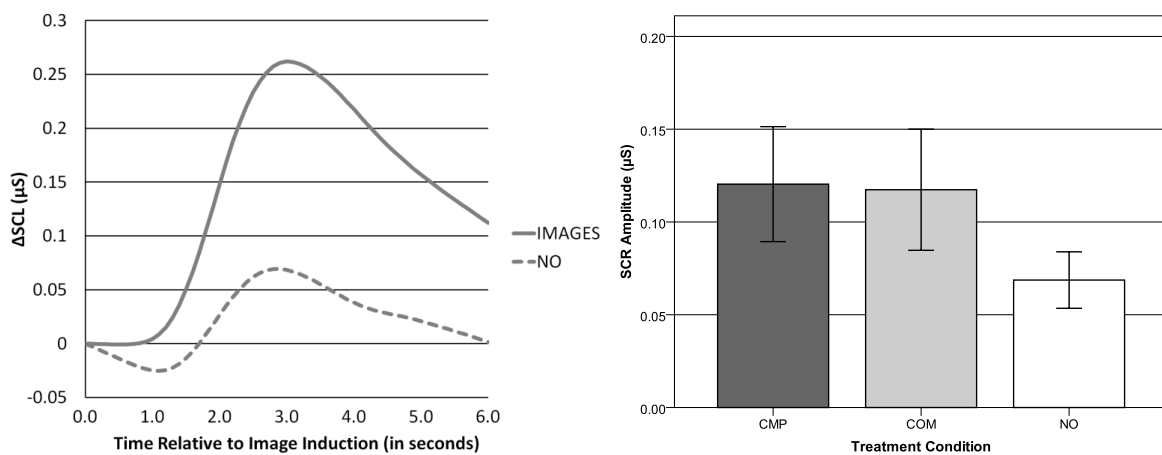 0.3
0.25
0.2
0.15
0.1
0.05
0
-0.05
ΔSCL (µS)
0.0 1.0 2.0 3.0 4.0 5.0 6.0
Time Relative to Image Induction (in seconds)
IMAGES
NO
0.20
0.15
0.10
0.05
0.00
SCR Amplitude (µS)
CMP COM NO
Treatment Condition